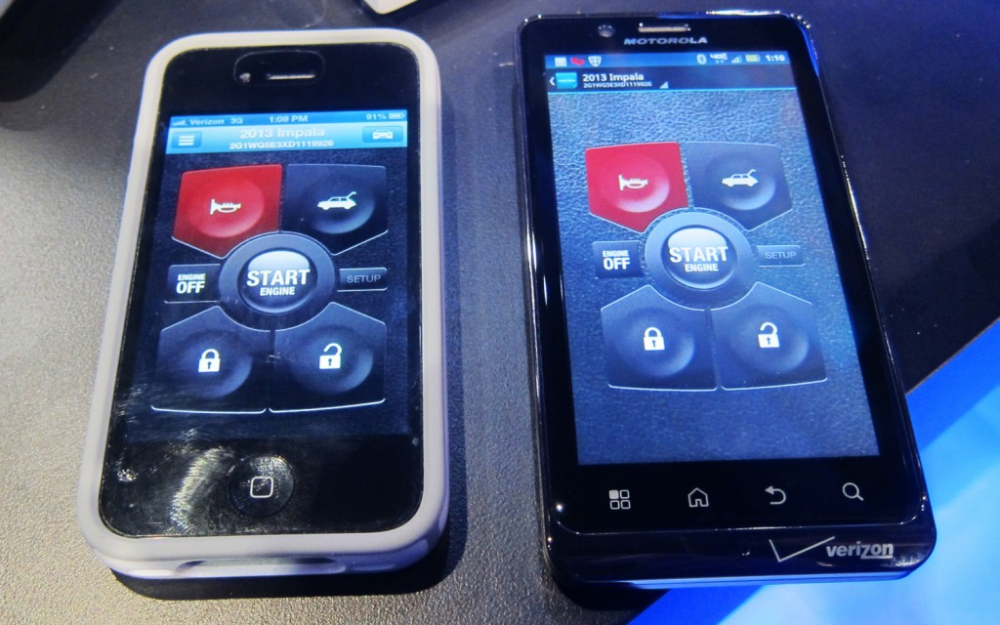 Verizon 3G 1:09 PM 91%
2013 Impala
2G1WG5E3XD1119926
ENGINE
OFF
START
ENGINE
SETUP
MOTOROLA
1:10
2013 Impala
2G1WG5E3XD1119926
ENGINE
OFF
START
ENGINE
SETUP
verizon